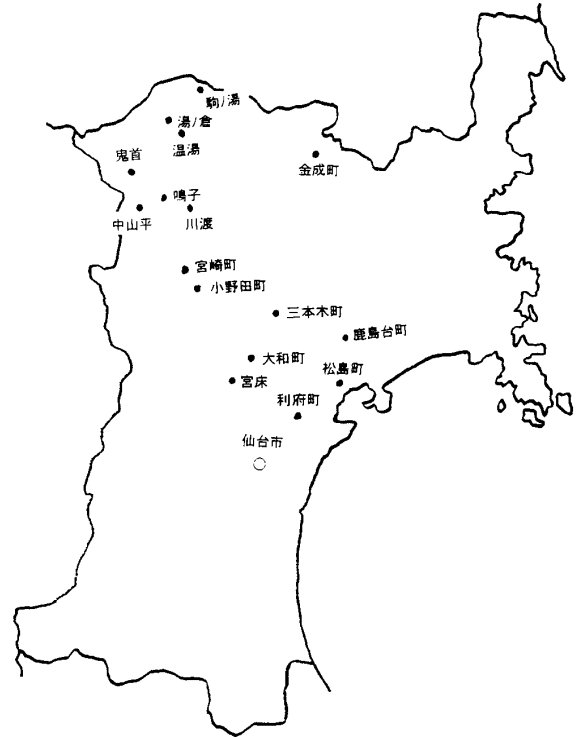 駒ノ湯
湯ノ倉
温湯
鬼首
金成町
鳴子
中山平
川渡
宮崎町
小野田町
三本木町
鹿島台町
大和町
松島町
宮床
利府町
仙台市